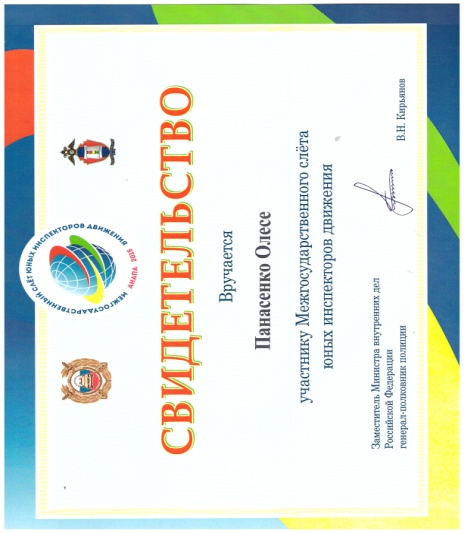 МЕЖГОСУДАРСТВЕННЫЙ СЛЁТ ЮНЫХ ИНСПЕКТОРОВ ДВИЖЕНИЯ
АНАПА 2015
СВИДЕТЕЛЬСТВО
Вручается
Панасенко Олесе
участнику Межгосударственного слёта
юных инспекторов движения
Заместитель Министра внутренних дел
Российской Федерации
генерал-полковник полиции
В.Н. Кирьянов